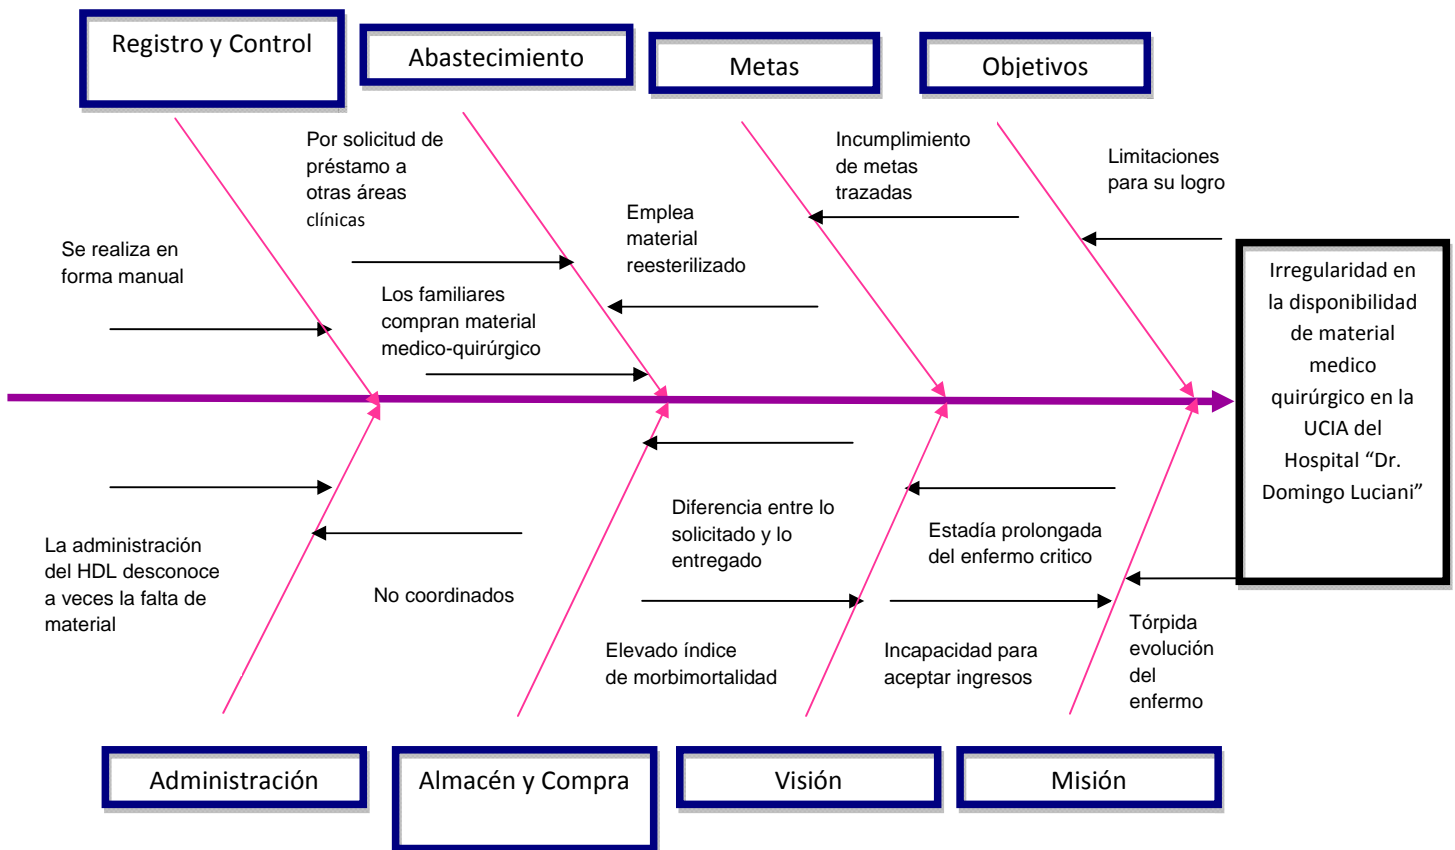 Registro y Control
Abastecimiento
Metas
Objetivos
Por solicitud de
préstamo a
otras áreas
clínicas
Incumplimiento
de metas
trazadas
Limitaciones
para su logro
Emplea
material
reesterilizado
Se realiza en
forma manual
Los familiares
compran material
medico-quirúrgico
Irregularidad en
la disponibilidad
de material
medico
quirúrgico en la
UCIA del
Hospital “Dr.
Domingo Luciani”
La administración
del HDL desconoce
a veces la falta de
material
No coordinados
Diferencia entre lo
solicitado y lo
entregado
Estadía prolongada
del enfermo critico
Elevado índice
de morbimortalidad
Incapacidad para
aceptar ingresos
Tórpida
evolución
del
enfermo
Administración
Almacén y Compra
Visión
Misión